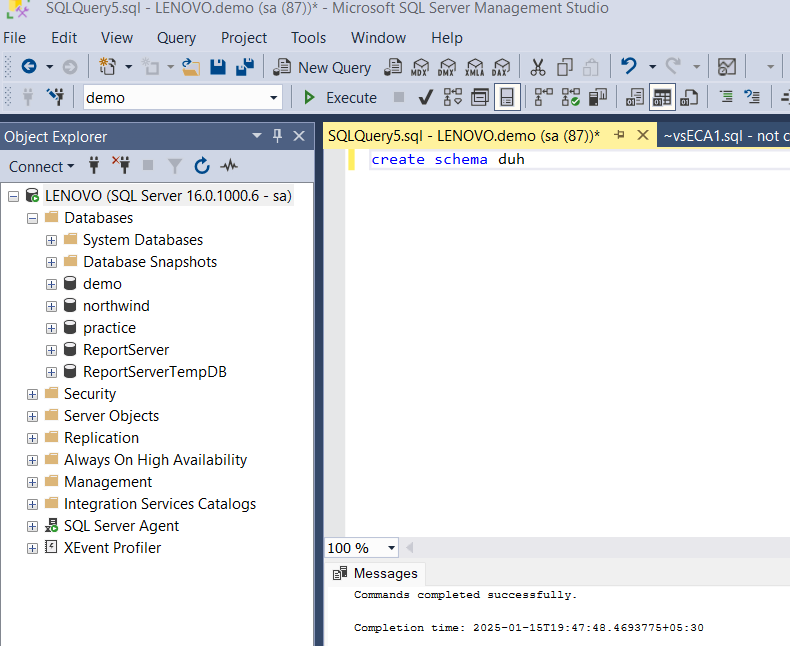 SQLQuery5.sql - LENOVO.demo (sa (87))* - Microsoft SQL Server Management Studio
File Edit View Query Project Tools Window Help
New Query MDX DMX XMLA DAX
demo Execute
Object Explorer
Connect
LENOVO (SQL Server 16.0.1000.6 - sa)
Databases
System Databases
Database Snapshots
demo
northwind
practice
ReportServer
ReportServerTempDB
Security
Server Objects
Replication
Always On High Availability
Management
Integration Services Catalogs
SQL Server Agent
XEvent Profiler
SQLQuery5.sql - LENOVO.demo (sa (87))* ~vsECA1.sql - not c
create schema duh
100 %
Messages
Commands completed successfully.
Completion time: 2025-01-15T19:47:48.4693775+05:30